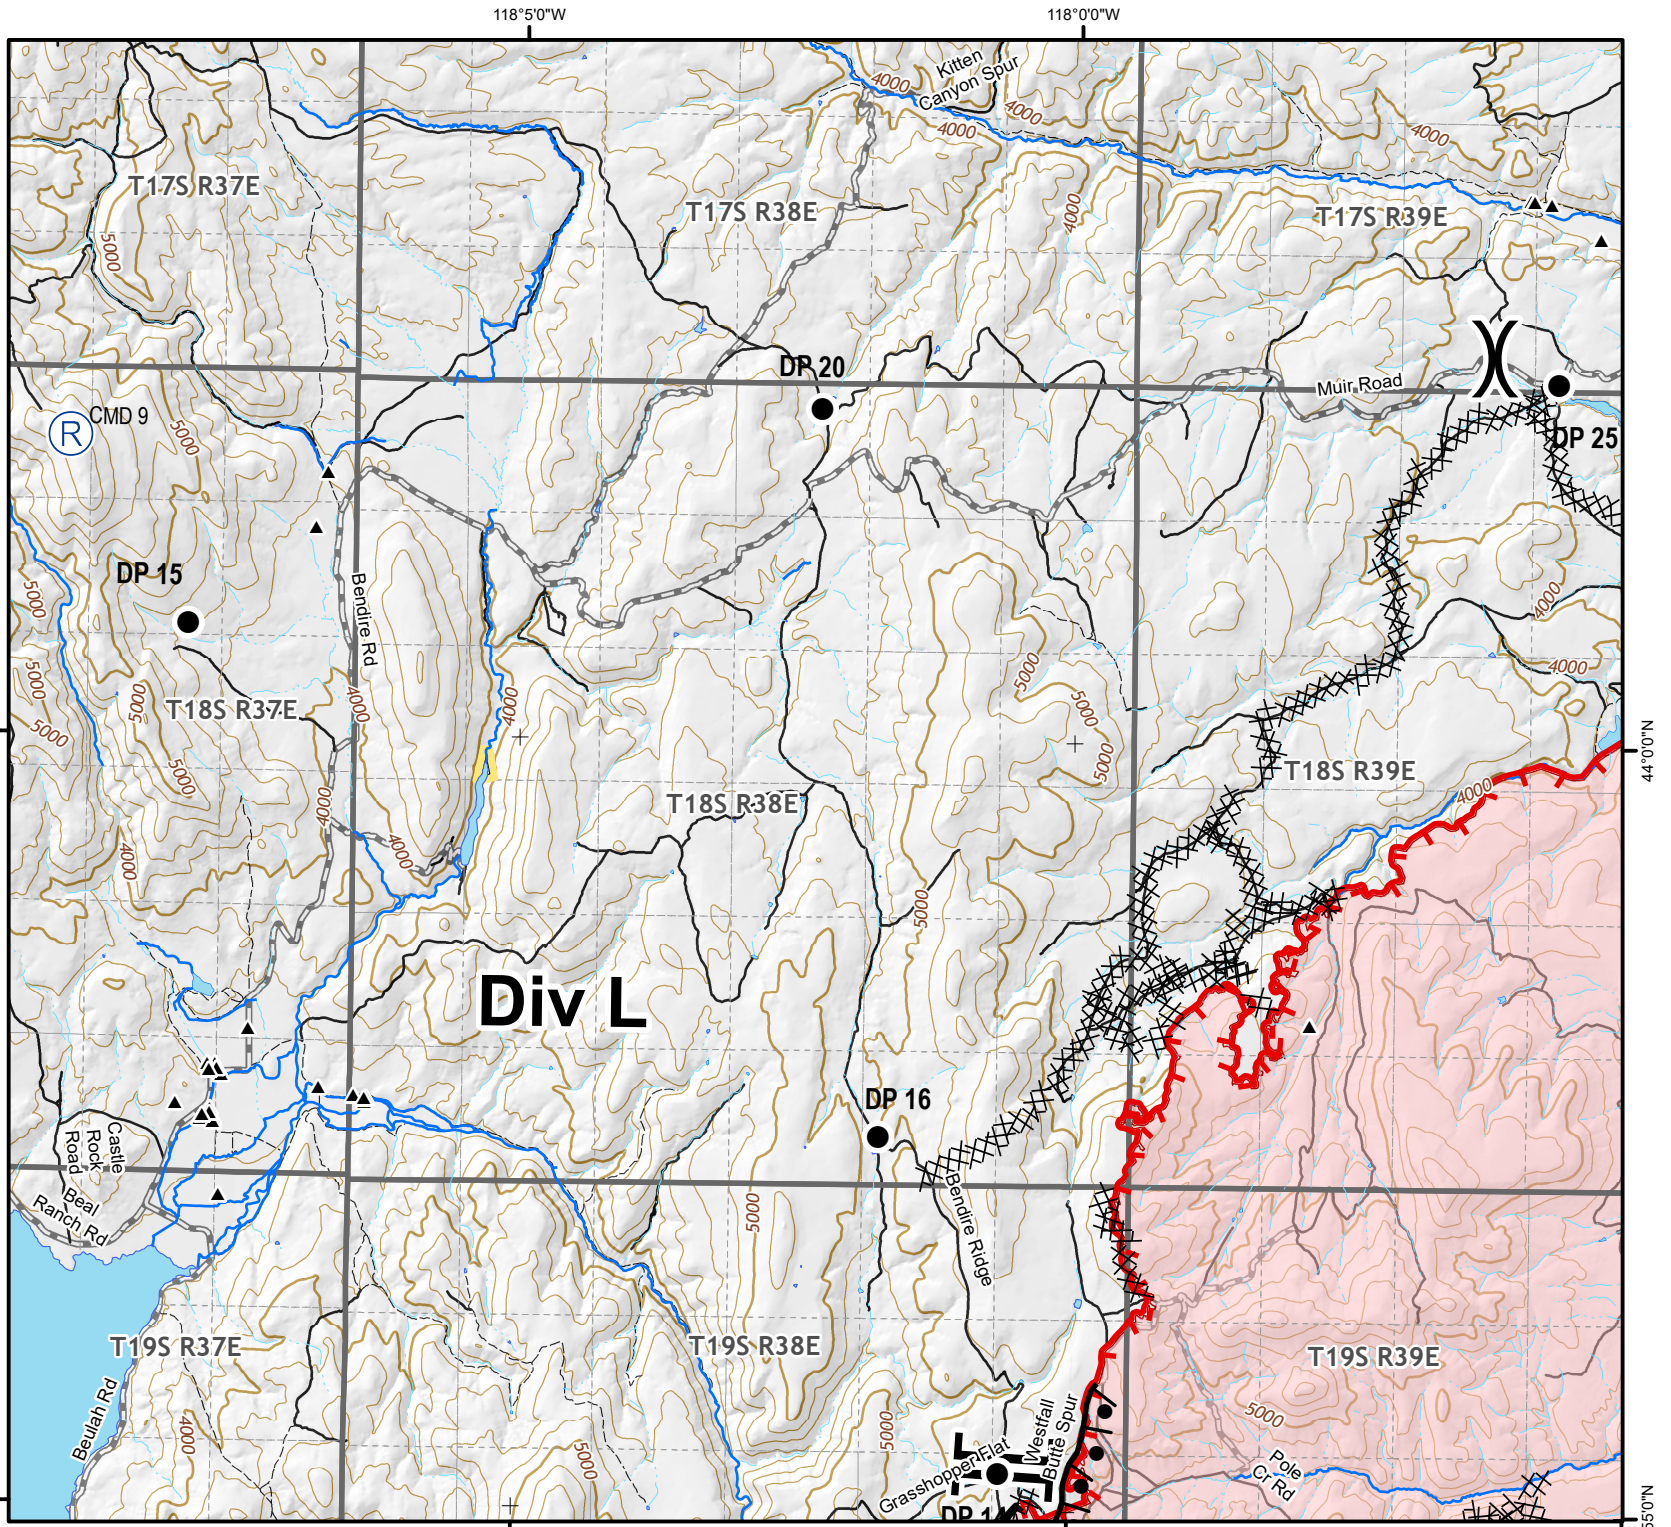 118°5'0"W
118°0'0"W
Kitten
Canyon Spur
4000
4000
4000
4000
T17S R37E
T17S R38E
T17S R39E
4000
5000
DP 20
Muir Road
CMD 9
R
5000
DP 25
DP 15
5000
Bendire Rd
4000
5000
5000
4000
5000
5000
4000
4000
T18S R37E
5000
5000
5000
44°0'0"N
5000
T18S R39E
4000
T18S R38E
4000
4000
4000
5000
Div L
DP 16
Castle
Rock
Road
Beal
Ranch Rd
Bendire Ridge
5000
T19S R37E
T19S R38E
T19S R39E
Beulah Rd
4000
5000
5000
5000
Westfall
Butte Spur
Grasshopper Flat
Pole
Cr Rd